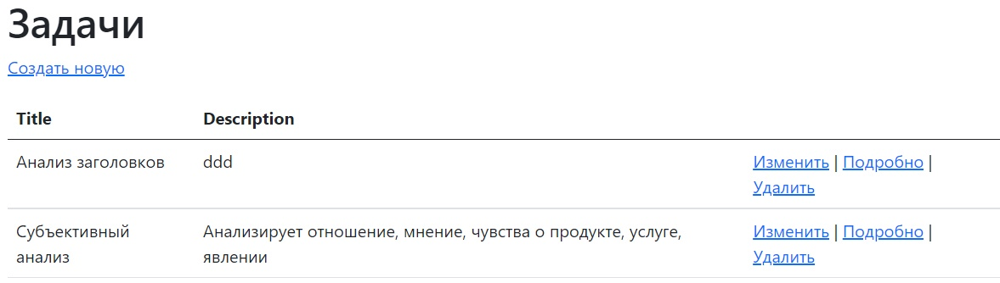 Задачи
Создать новую
Title Description
Анализ заголовков ddd Изменить | Подробно |
Удалить
Субъективный Анализирует отношение, мнение, чувства о продукте, услуге, Изменить | Подробно |
анализ явлении Удалить